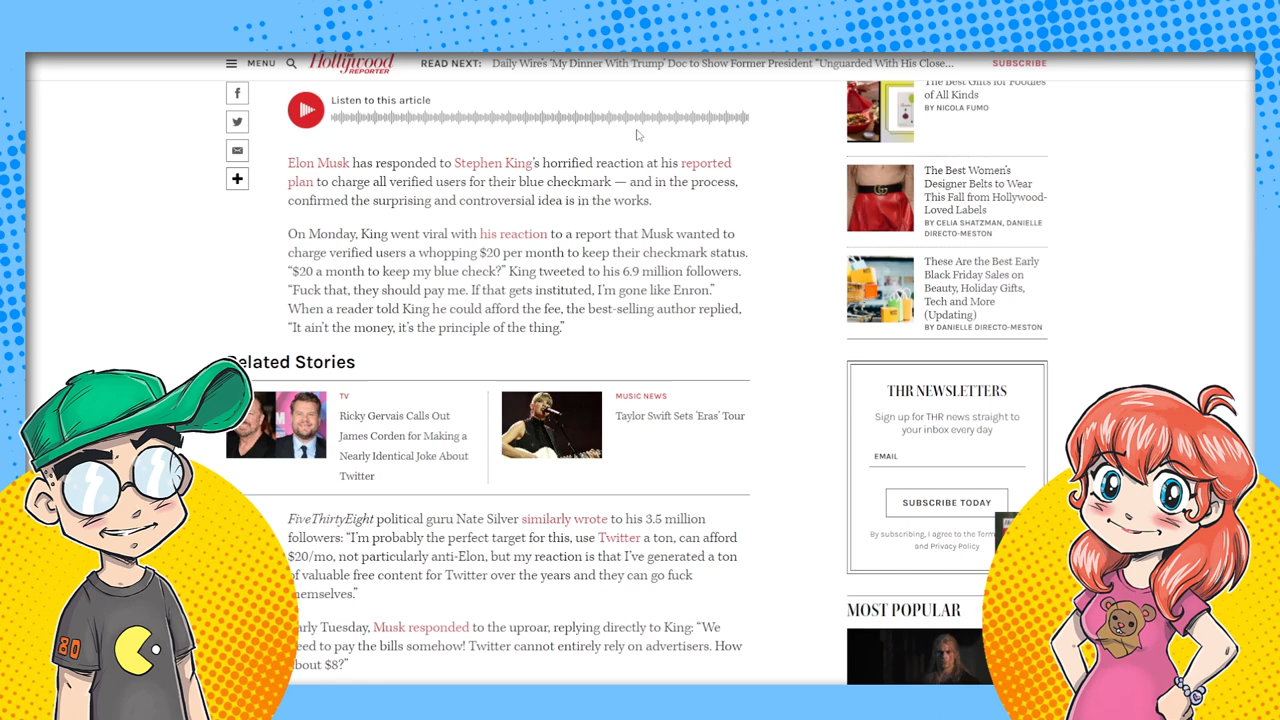 MENU
The Hollywood REPORTER
READ NEXT: Daily Wire's 'My Dinner With Trump' Doc to Show Former President "Unguarded With His Close...
SUBSCRIBE
Listen to this article
Elon Musk has responded to Stephen King's horrified reaction at his reported
plan to charge all verified users for their blue checkmark — and in the process,
confirmed the surprising and controversial idea is in the works.
On Monday, King went viral with his reaction to a report that Musk wanted to
charge verified users a whopping $20 per month to keep their checkmark status.
"$20 a month to keep my blue check?" King tweeted to his 6.9 million followers.
"Fuck that, they should pay me. If that gets instituted, I'm gone like Enron."
When a reader told King he could afford the fee, the best-selling author replied,
"It ain't the money, it's the principle of the thing."
Related Stories
TV
Ricky Gervais Calls Out
James Corden for Making a
Nearly Identical Joke About
Twitter
MUSIC NEWS
Taylor Swift Sets 'Eras' Tour
FiveThirtyEight political guru Nate Silver similarly wrote to his 3.5 million
followers: "I'm probably the perfect target for this, use Twitter a ton, can afford
$20/mo, not particularly anti-Elon, but my reaction is that I've generated a ton
of valuable free content for Twitter over the years and they can go fuck
themselves."
Early Tuesday, Musk responded to the uproar, replying directly to King: "We
need to pay the bills somehow! Twitter cannot entirely rely on advertisers. How
about $8?"
The Best Gifts for Foodies
of All Kinds
BY NICOLA FUMO
The Best Women's
Designer Belts to Wear
This Fall from Hollywood-
Loved Labels
BY CELIA SHATZMAN, DANIELLE
DIRECTO-MESTON
These Are the Best Early
Black Friday Sales on
Beauty, Holiday Gifts,
Tech and More
(Updating)
BY DANIELLE DIRECTO-MESTON
THR NEWSLETTERS
Sign up for THR news straight to
your inbox every day
EMAIL
SUBSCRIBE TODAY
By subscribing, I agree to the Term
and Privacy Policy
MOST POPULAR
80